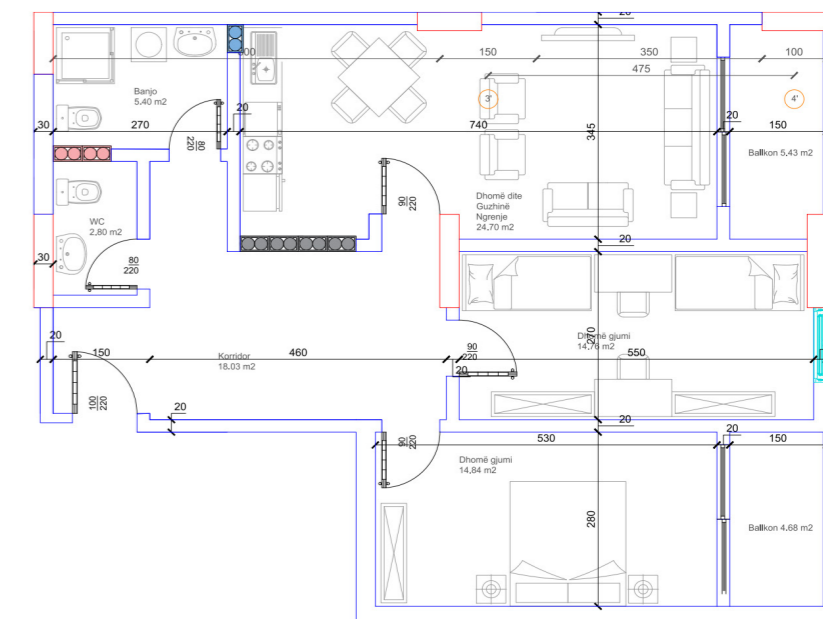 20
400
150
350
100
475
Banjo
5.40 m2
3'
4'
30
270
20
80
220
740
345
20
150
Ballkon 5,43 m2
90
220
Dhomë dite
Guzhinë
Ngrenje
24,70 m2
WC
2,80 m2
30
80
220
20
20
150
Korridor
18.03 m2
460
90
220
20
270
Dhomë gjumi
14,76 m2
550
100
220
20
20
90
220
530
20
150
Dhomë gjumi
14,84 m2
280
Ballkon 4,68 m2